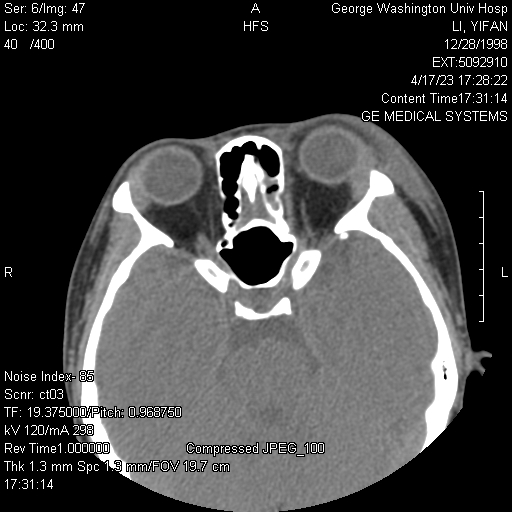 Ser: 6/Img: 47
Loc: 32.3 mm
40 /400
A
HFS
George Washington Univ Hosp
LI, YIFAN
12/28/1998
EXT:5092910
4/17/23 17:28:22
Content Time17:31:14
GE MEDICAL SYSTEMS
R
L
Noise Index- 85
Scnr: ct03
TF: 19.375000/Pitch: 0.968750
kV 120/mA 298
Rev Time1.000000
Compressed JPEG_100
Thk 1.3 mm Spc 1.3 mm/FOV 19.7 cm
17:31:14